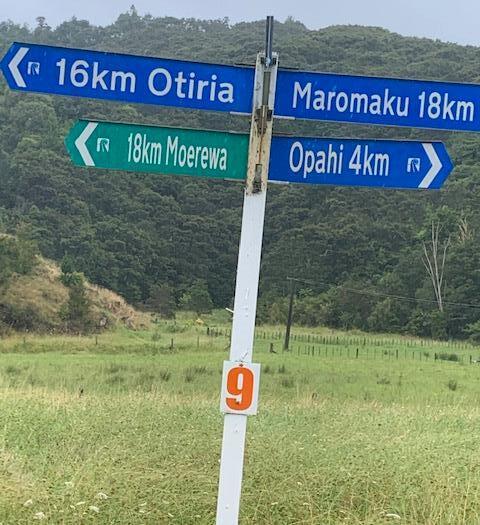 16km Otiria
Maromaku 18km
18km Moerewa
Opahi 4km
9